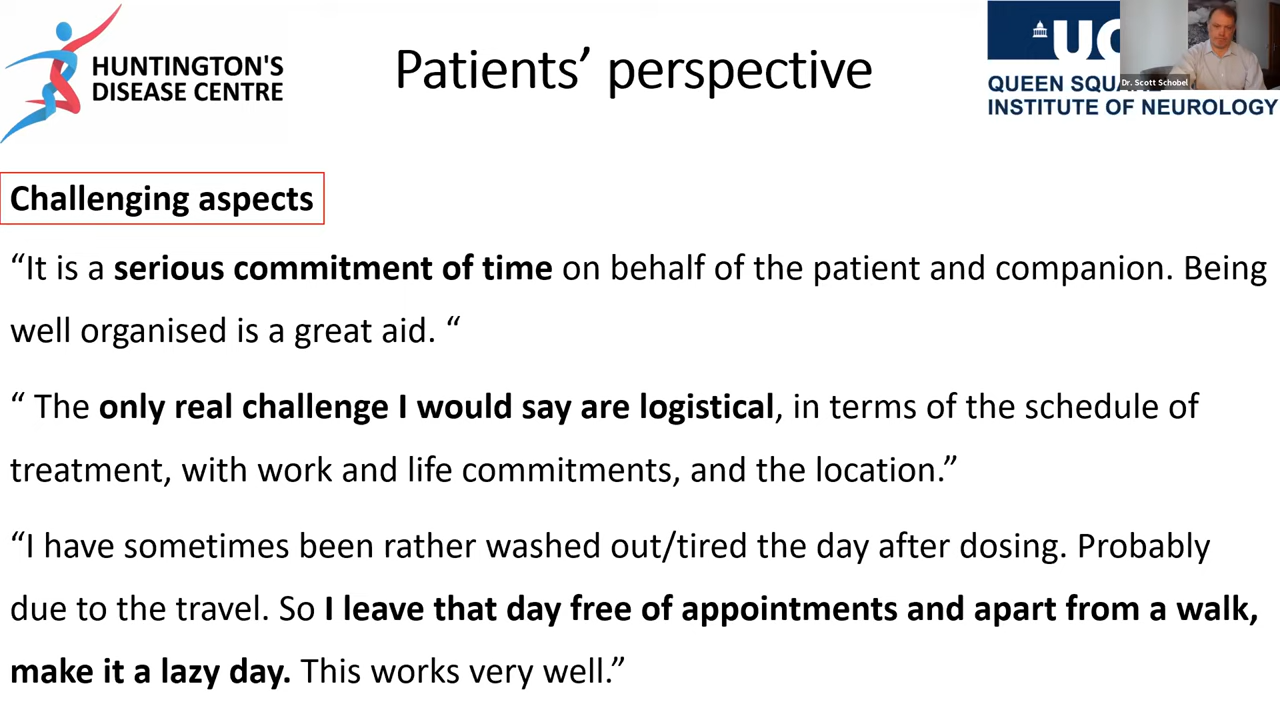 HUNTINGTON'S
DISEASE CENTRE
Patients’ perspective
UC
QUEEN SQUA
INSTITUTE OF NEUROLOGY
Dr. Scott Schobel
Challenging aspects
“It is a serious commitment of time on behalf of the patient and companion. Being
well organised is a great aid. “
“ The only real challenge I would say are logistical, in terms of the schedule of
treatment, with work and life commitments, and the location.”
“I have sometimes been rather washed out/tired the day after dosing. Probably
due to the travel. So I leave that day free of appointments and apart from a walk,
make it a lazy day. This works very well.”